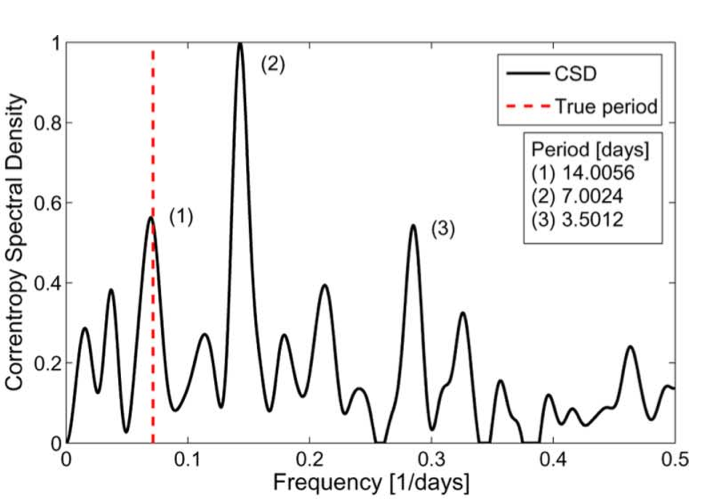 Correntropy Spectral Density
1
0.8
0.6
0.4
0.2
0
(1)
(2)
(3)
CSD
True period
Period [days]
(1) 14.0056
(2) 7.0024
(3) 3.5012
0 0.1 0.2 0.3 0.4 0.5
Frequency [1/days]